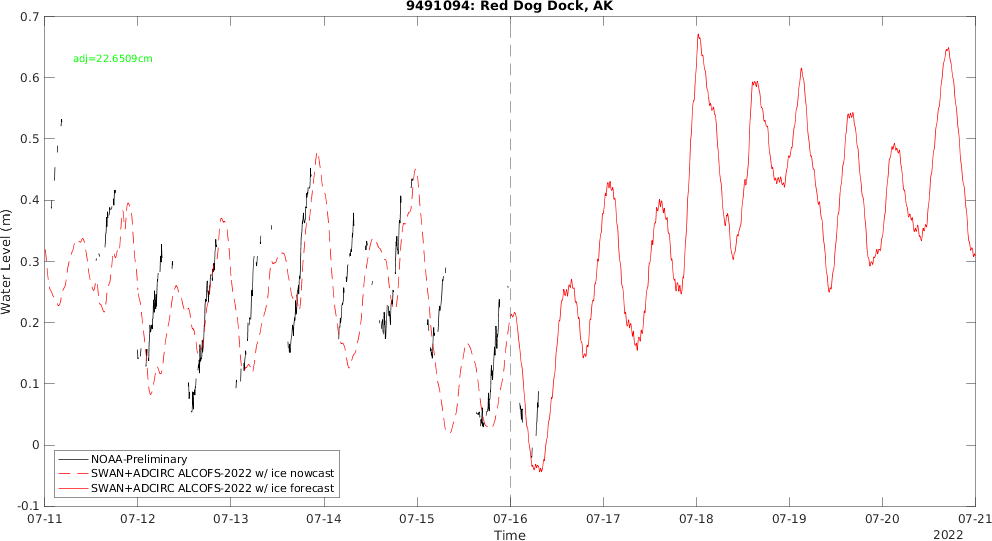 9491094: Red Dog Dock, AK
adj=22.6509cm
Water Level (m)
0.7
0.6
0.5
0.4
0.3
0.2
0.1
0
-0.1
NOAA-Preliminary
SWAN+ADCIRC ALCOFS-2022 w/ ice nowcast
SWAN+ADCIRC ALCOFS-2022 w/ ice forecast
07-11 07-12 07-13 07-14 07-15 07-16 07-17 07-18 07-19 07-20 07-21
Time
2022